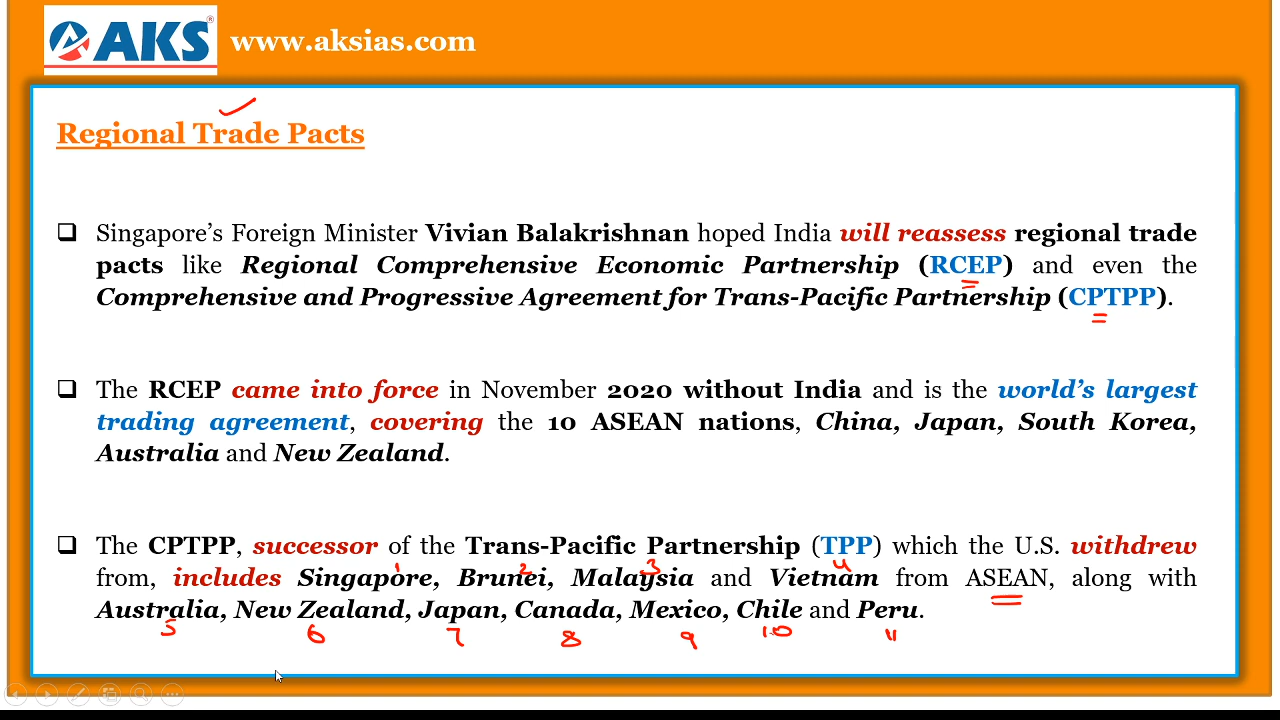 AKS® www.aksias.com
Regional Trade Pacts
❑ Singapore's Foreign Minister Vivian Balakrishnan hoped India will reassess regional trade
pacts like Regional Comprehensive Economic Partnership (RCEP) and even the
Comprehensive and Progressive Agreement for Trans-Pacific Partnership (CPTPP).
❑ The RCEP came into force in November 2020 without India and is the world's largest
trading agreement, covering the 10 ASEAN nations, China, Japan, South Korea,
Australia and New Zealand.
❑ The CPTPP, successor of the Trans-Pacific Partnership (TPP) which the U.S. withdrew
1 2 3 4
from, includes Singapore, Brunei, Malaysia and Vietnam from ASEAN, along with
Australia, New Zealand, Japan, Canada, Mexico, Chile and Peru.
5 6 7 8 9 10 11